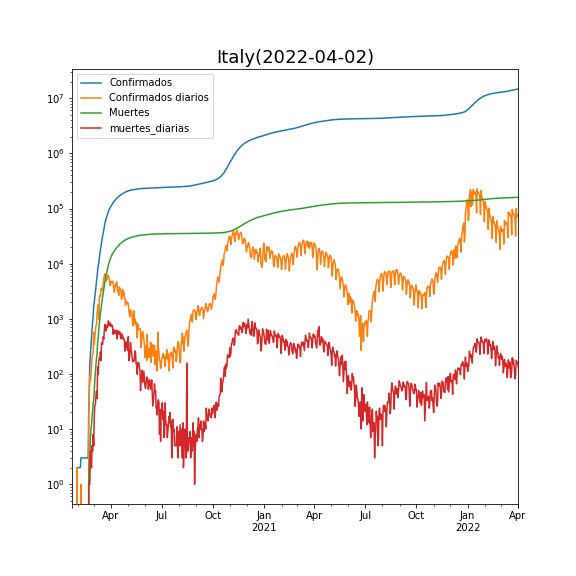 Italy(2022-04-02)
Confirmados
Confirmados diarios
Muertes
muertes_diarias
10^7
10^6
10^5
10^4
10^3
10^2
10^1
10^0
Apr Jul Oct Jan Apr Jul Oct Jan Apr
2021 2022